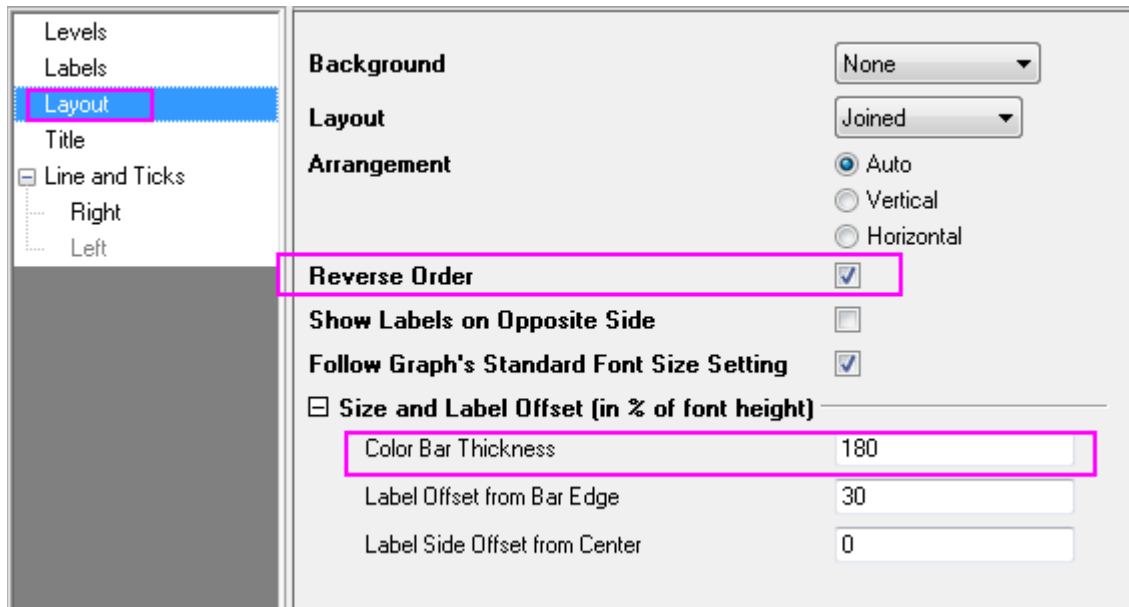 Levels
Labels
Layout
Title
Line and Ticks
Right
Left
Background None
Layout Joined
Arrangement Auto
Vertical
Horizontal
Reverse Order
Show Labels on Opposite Side
Follow Graph's Standard Font Size Setting
Size and Label Offset (in % of font height)
Color Bar Thickness 180
Label Offset from Bar Edge 30
Label Side Offset from Center 0